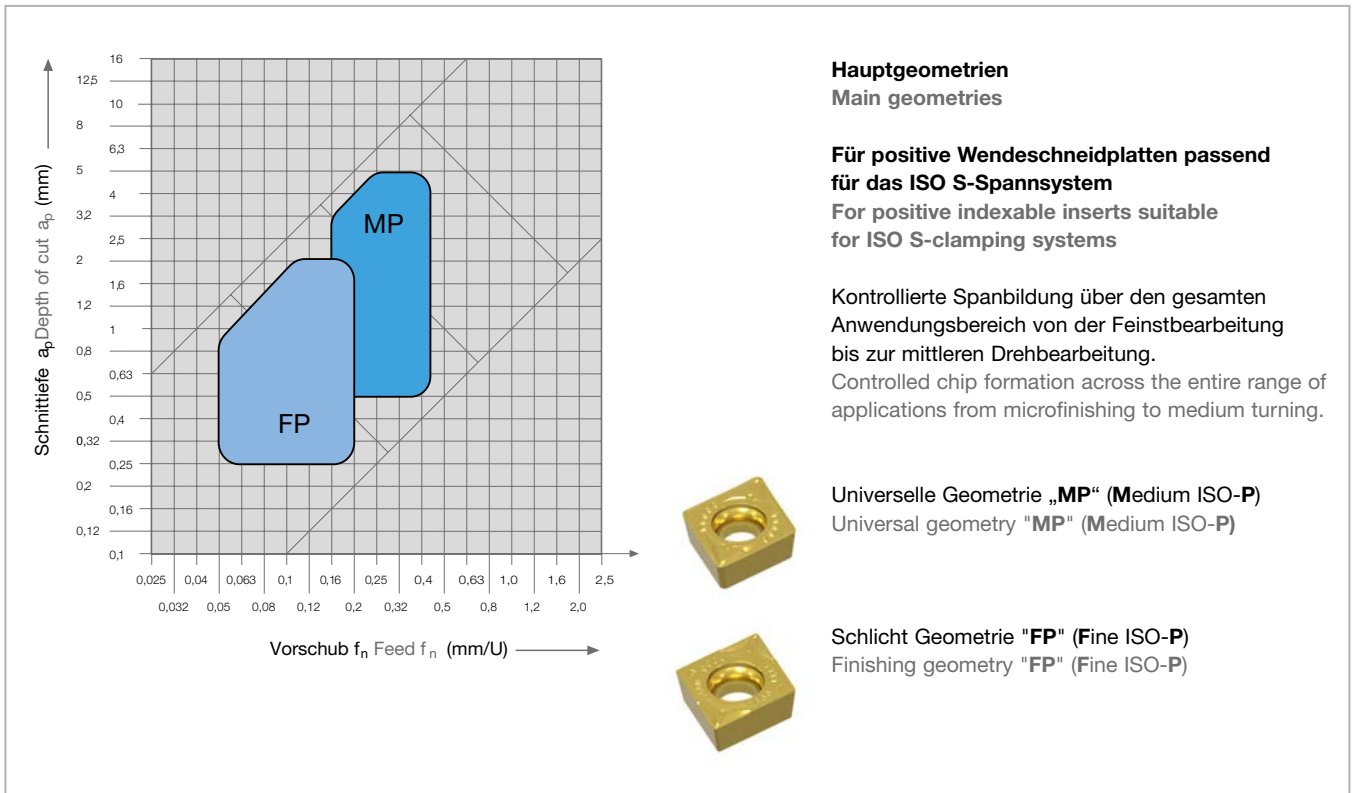 16
12,5
10
8
6,3
5
4
3,2
2,5
2
1,6
1,2
1
0,8
0,63
0,5
0,4
0,32
0,25
0,2
0,16
0,12
0,1
Schnittiefe ap Depth of cut ap (mm)
MP
FP
0,025 0,04 0,063 0,1 0,16 0,25 0,4 0,63 1,0 1,6 2,5
0,032 0,05 0,08 0,12 0,2 0,32 0,5 0,8 1,2 2,0
Vorschub fn Feed fn (mm/U)
Hauptgeometrien
Main geometries
Für positive Wendeschneidplatten passend
für das ISO S-Spannsystem
For positive indexable inserts suitable
for ISO S-clamping systems
Kontrollierte Spanbildung über den gesamten
Anwendungsbereich von der Feinstbearbeitung
bis zur mittleren Drehbearbeitung.
Controlled chip formation across the entire range of
applications from microfinishing to medium turning.
Universelle Geometrie „MP“ (Medium ISO-P)
Universal geometry "MP" (Medium ISO-P)
Schlicht Geometrie "FP" (Fine ISO-P)
Finishing geometry "FP" (Fine ISO-P)